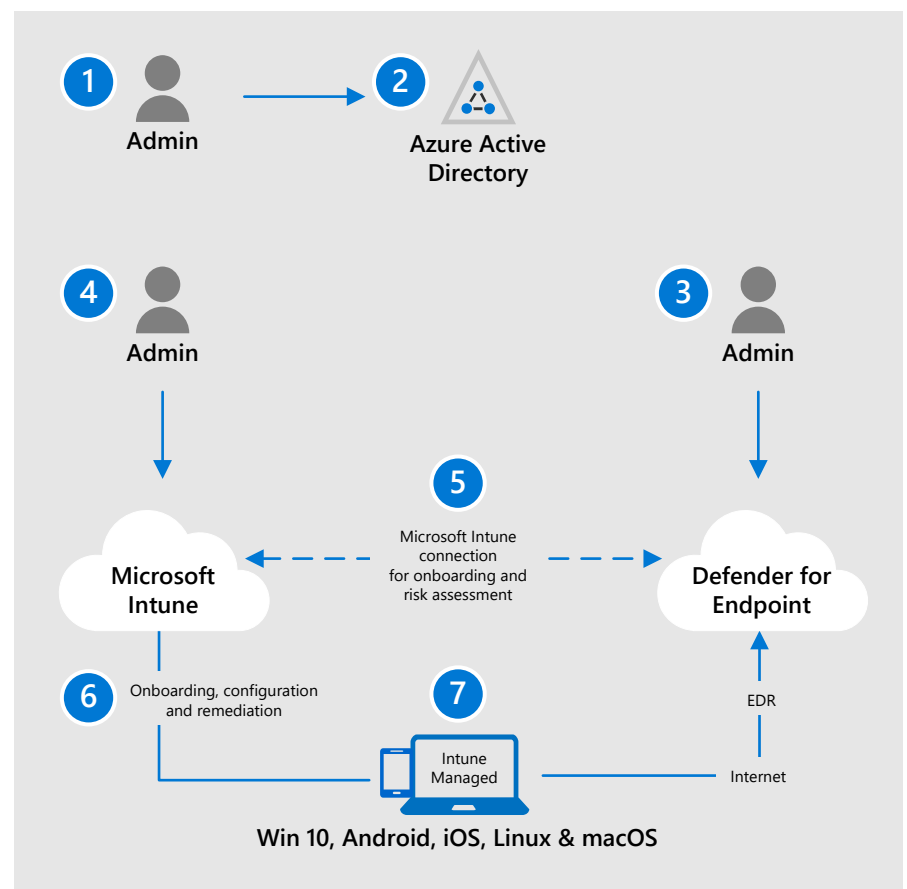 1
Admin
2
Azure Active
Directory
4
Admin
3
Admin
5
Microsoft Intune
connection
for onboarding and
risk assessment
Microsoft
Intune
Defender for
Endpoint
6
Onboarding, configuration
and remediation
7
Intune
Managed
EDR
Internet
Win 10, Android, iOS, Linux & macOS